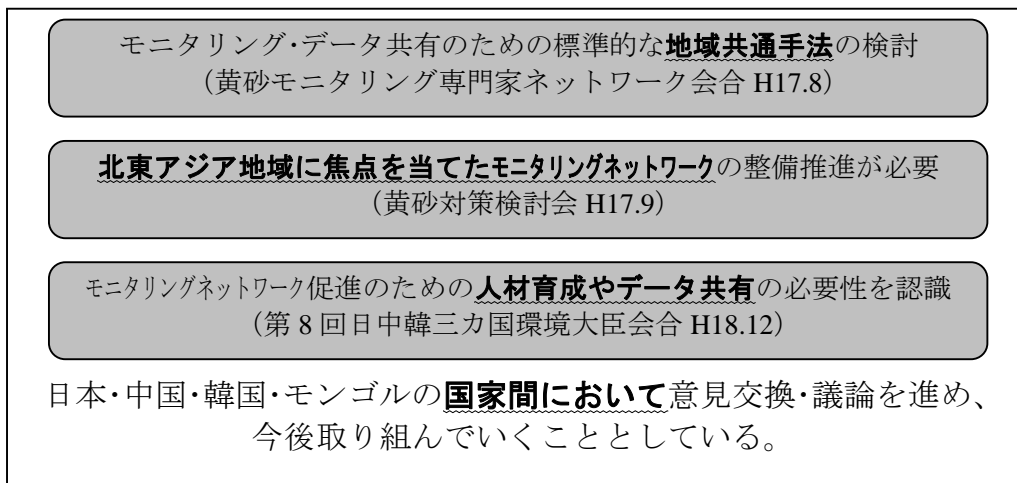 モニタリング・データ共有のための標準的な地域共通手法の検討
（黄砂モニタリング専門家ネットワーク会合 H17.8）
北東アジア地域に焦点を当てたモニタリングネットワークの整備推進が必要
（黄砂対策検討会 H17.9）
モニタリングネットワーク促進のための人材育成やデータ共有の必要性を認識
（第 8 回日中韓三カ国環境大臣会合 H18.12）
日本・中国・韓国・モンゴルの国家間において意見交換・議論を進め、
今後取り組んでいくこととしている。